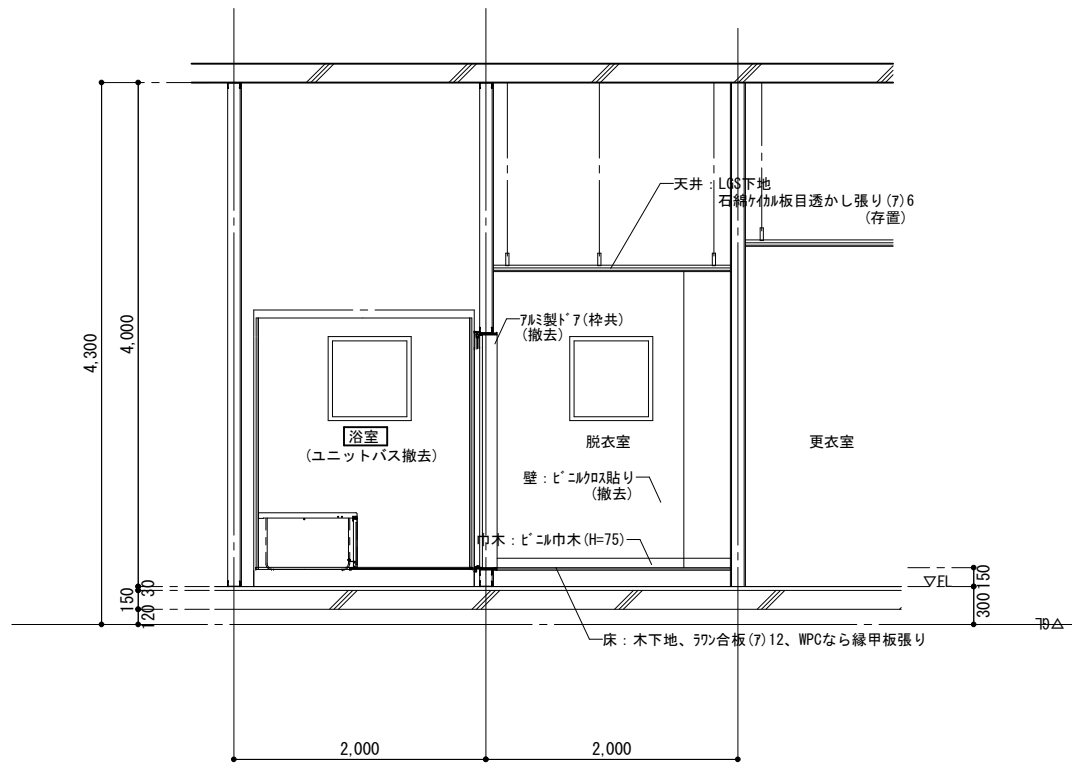 天井：LGS下地
石綿ケイカル板目透かし張り(ア)6
(存置)
4,300
4,000
アルミ製ドア(枠共)
(撤去)
浴室
(ユニットバス撤去)
脱衣室
更衣室
壁：ビニルクロス貼り
(撤去)
巾木：ビニル巾木(H=75)
150
30
120
▽FL
150
300
床：木下地、ラワン合板(ア)12、WPCなら縁甲板張り
2,000
2,000